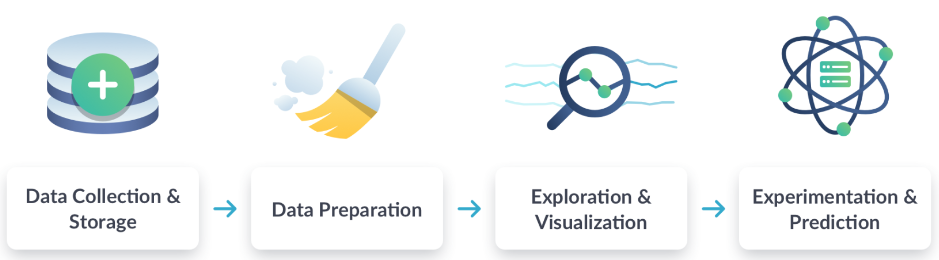 Data Collection &
Storage
Data Preparation
Exploration &
Visualization
Experimentation &
Prediction